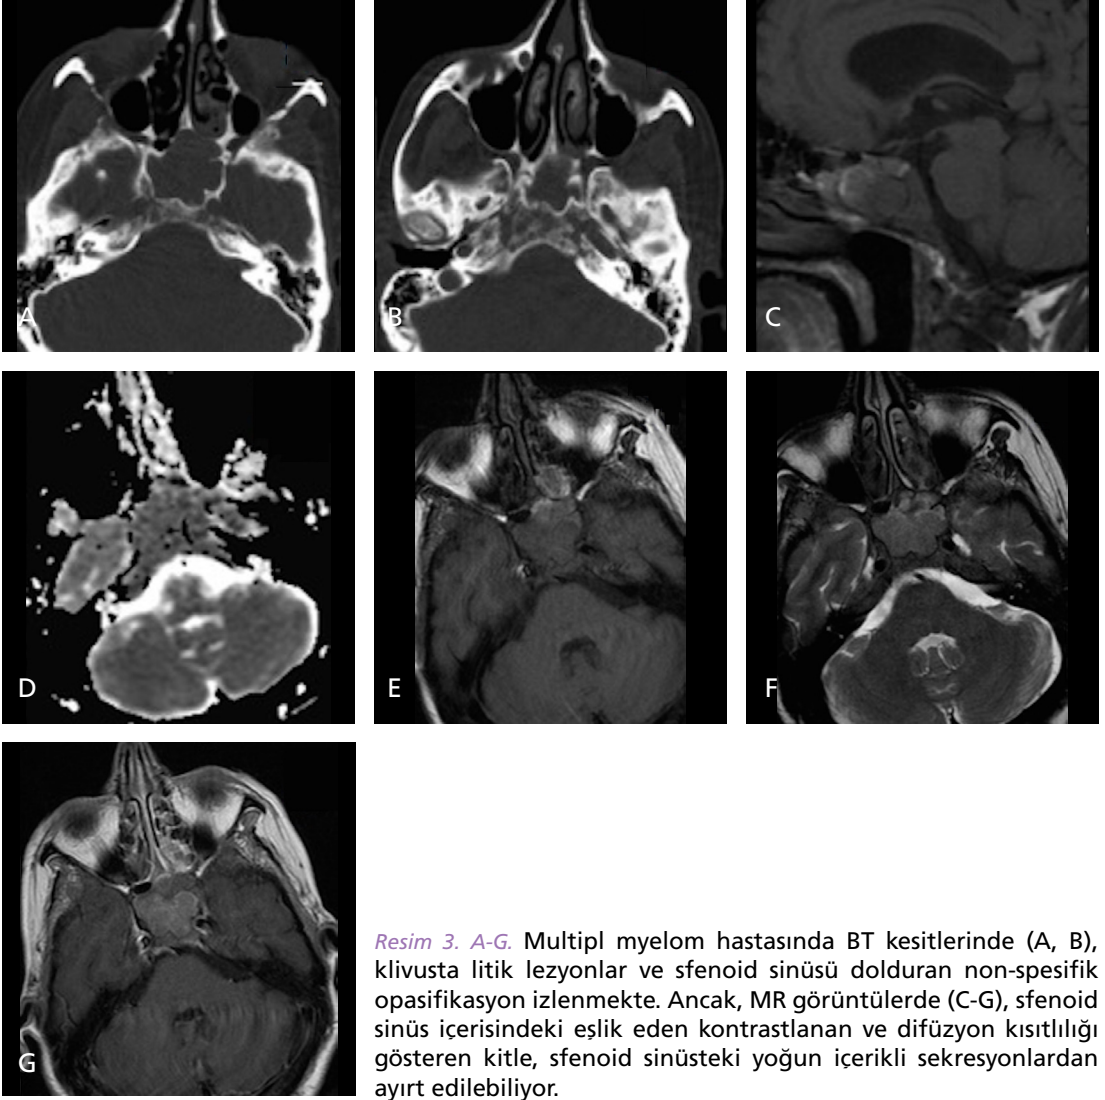 A
B
C
D
E
F
G
Resim 3. A-G. Multipl myelom hastasında BT kesitlerinde (A, B),
klivusta litik lezyonlar ve sfenoid sinüsü dolduran non-spesifik
opasifikasyon izlenmekte. Ancak, MR görüntülerde (C-G), sfenoid
sinüs içerisindeki eşlik eden kontrastlanan ve difüzyon kısıtlılığı
gösteren kitle, sfenoid sinüsteki yoğun içerikli sekresyonlardan
ayırt edilebiliyor.